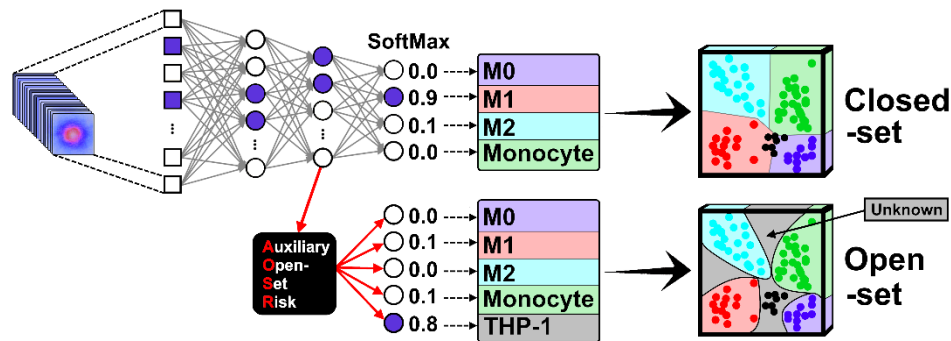 SoftMax
0.0 M0
0.9 M1
0.1 M2
0.0 Monocyte
Closed
-set
Auxiliary
Open-
Set
Risk
0.0 M0
0.1 M1
0.0 M2
0.1 Monocyte
0.8 THP-1
Unknown
Open
-set